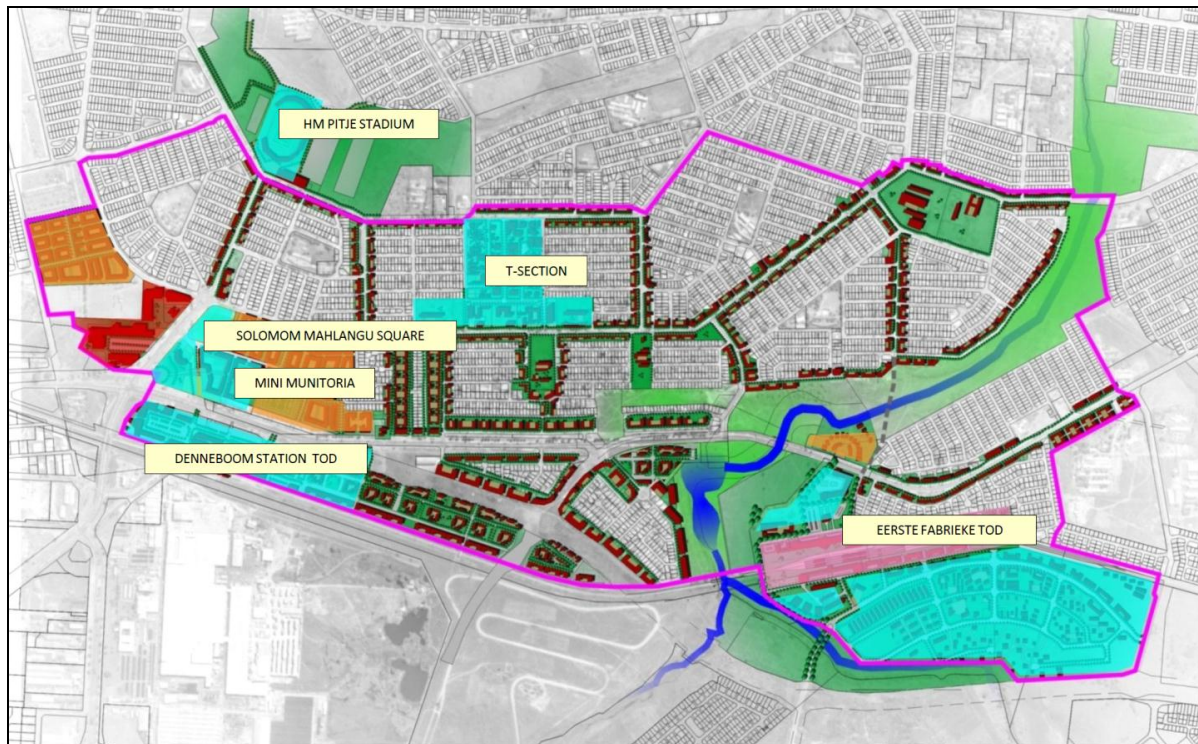 HM PITJE STADIUM
T-SECTION
SOLOMOM MAHLANGU SQUARE
MINI MUNITORIA
DENNEBOOM STATION TOD
EERSTE FABRIEKE TOD